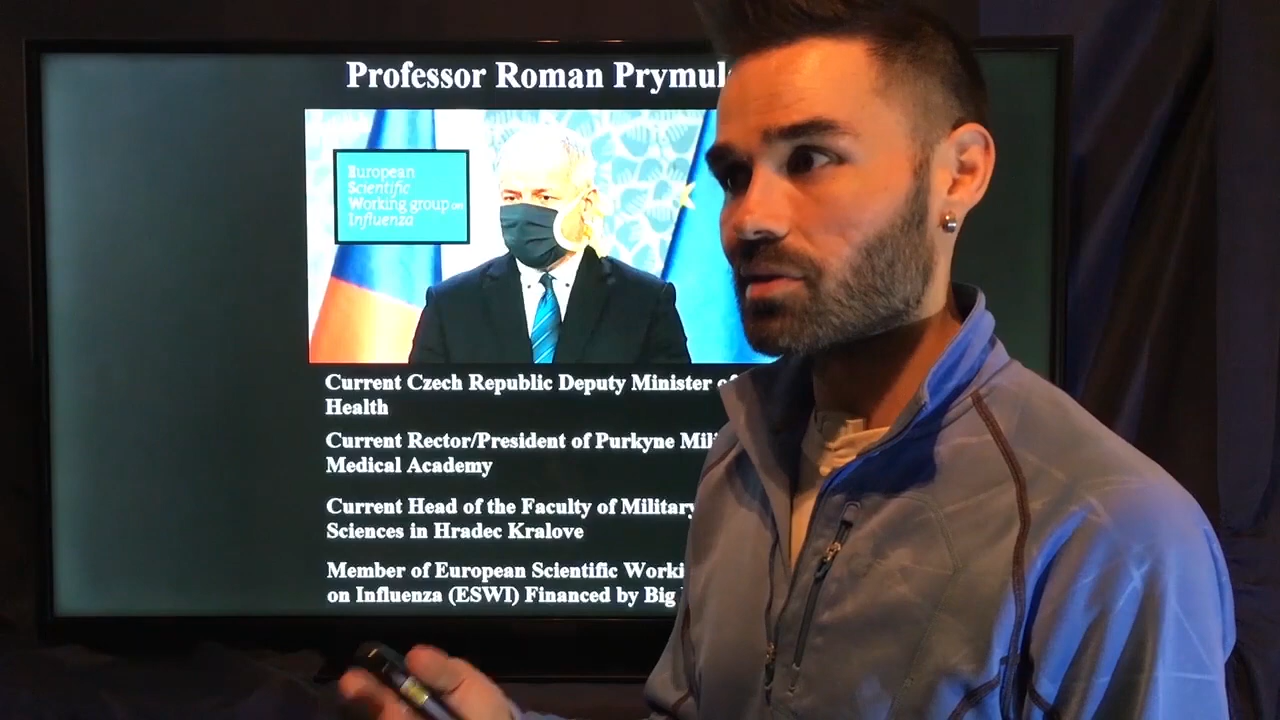 Professor Roman Prymul
European
Scientific
Working group on
Influenza
Current Czech Republic Deputy Minister of
Health
Current Rector/President of Purkyne Mili
Medical Academy
Current Head of the Faculty of Military
Sciences in Hradec Kralove
Member of European Scientific Worki
on Influenza (ESWI) Financed by Big